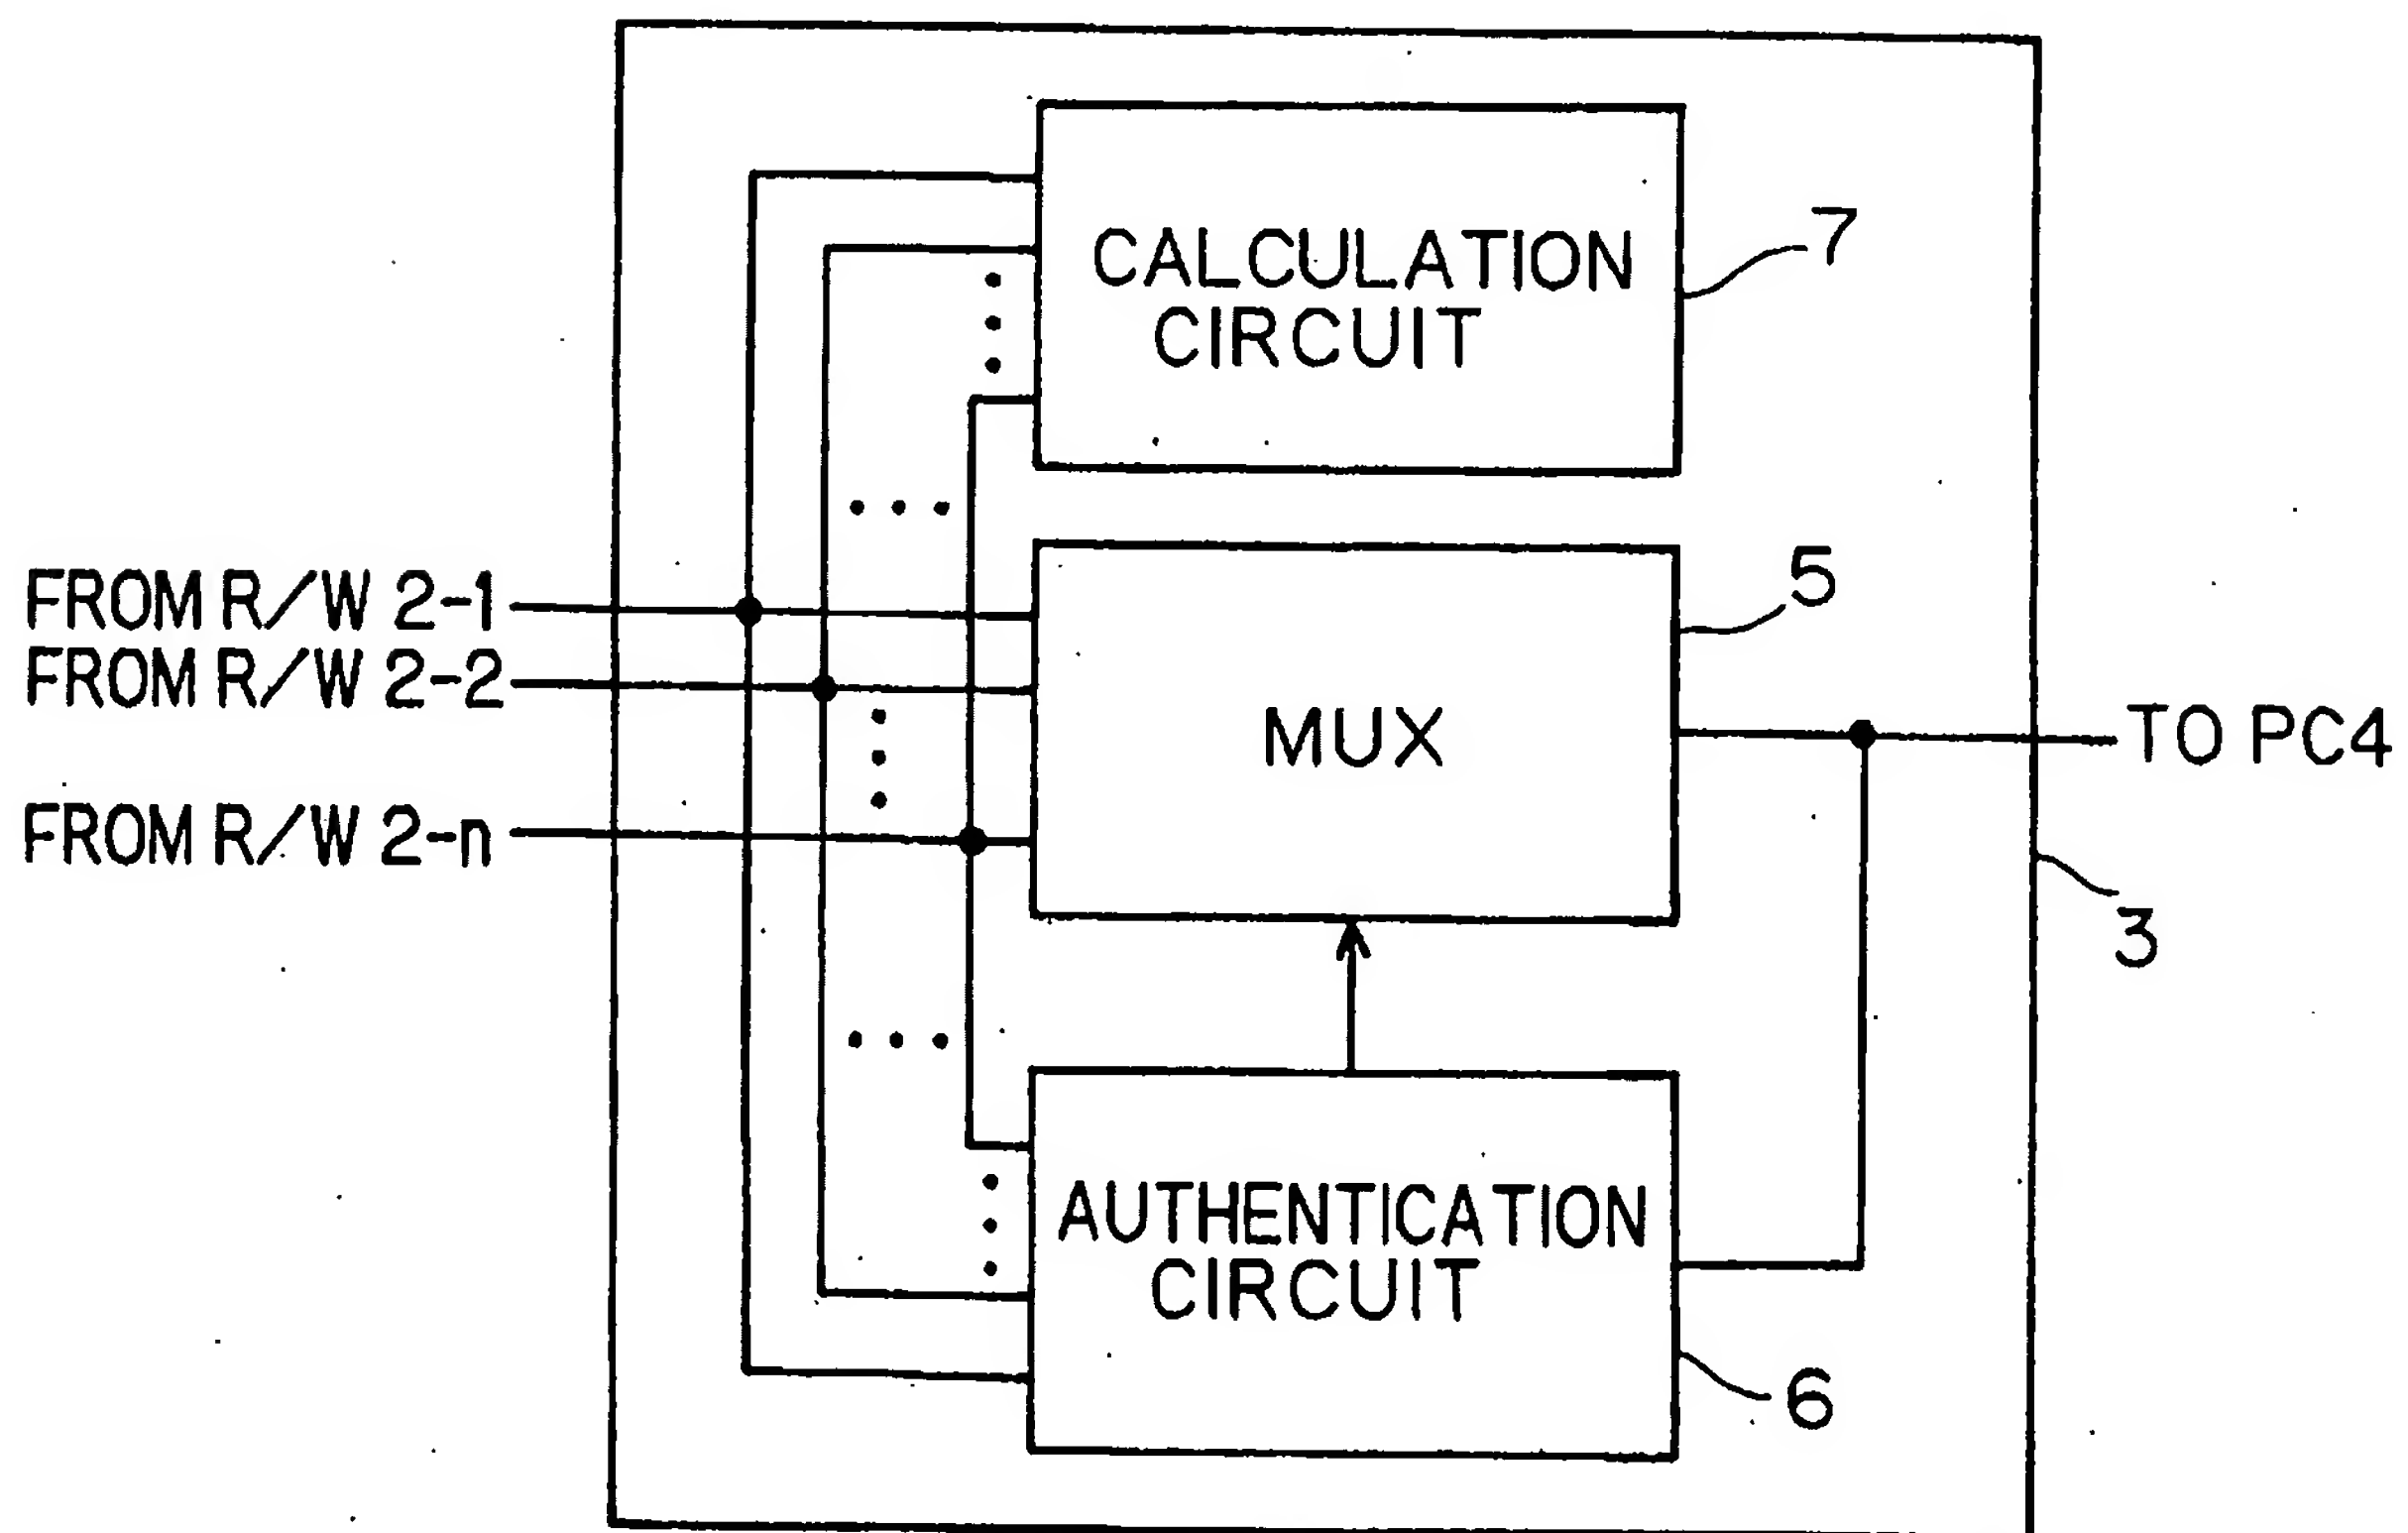 CALCULATION
CIRCUIT
7
FROM R/W 2-1
FROM R/W 2-2
FROM R/W 2-n
MUX
5
TO PC4
3
AUTHENTICATION
CIRCUIT
6